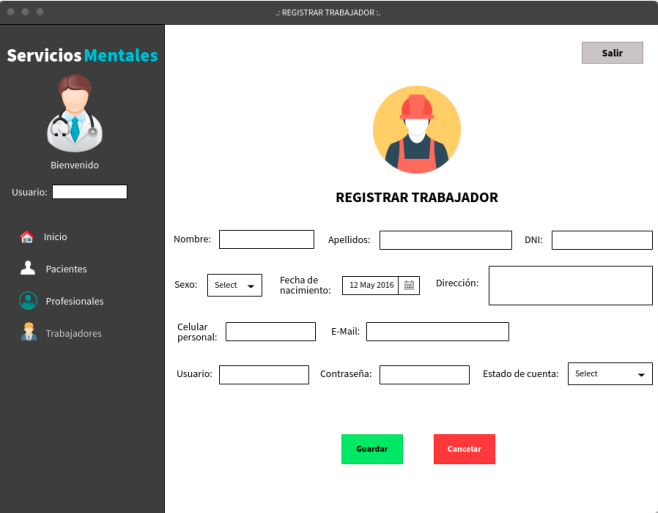 .: REGISTRAR TRABAJADOR :.
Servicios Mentales
Bienvenido
Usuario:
Inicio
Pacientes
Profesionales
Trabajadores
Salir
REGISTRAR TRABAJADOR
Nombre: Apellidos: DNI:
Sexo: Select Fecha de
nacimiento: 12 May 2016 Dirección:
Celular
personal: E-Mail:
Usuario: Contraseña: Estado de cuenta: Select
Guardar Cancelar